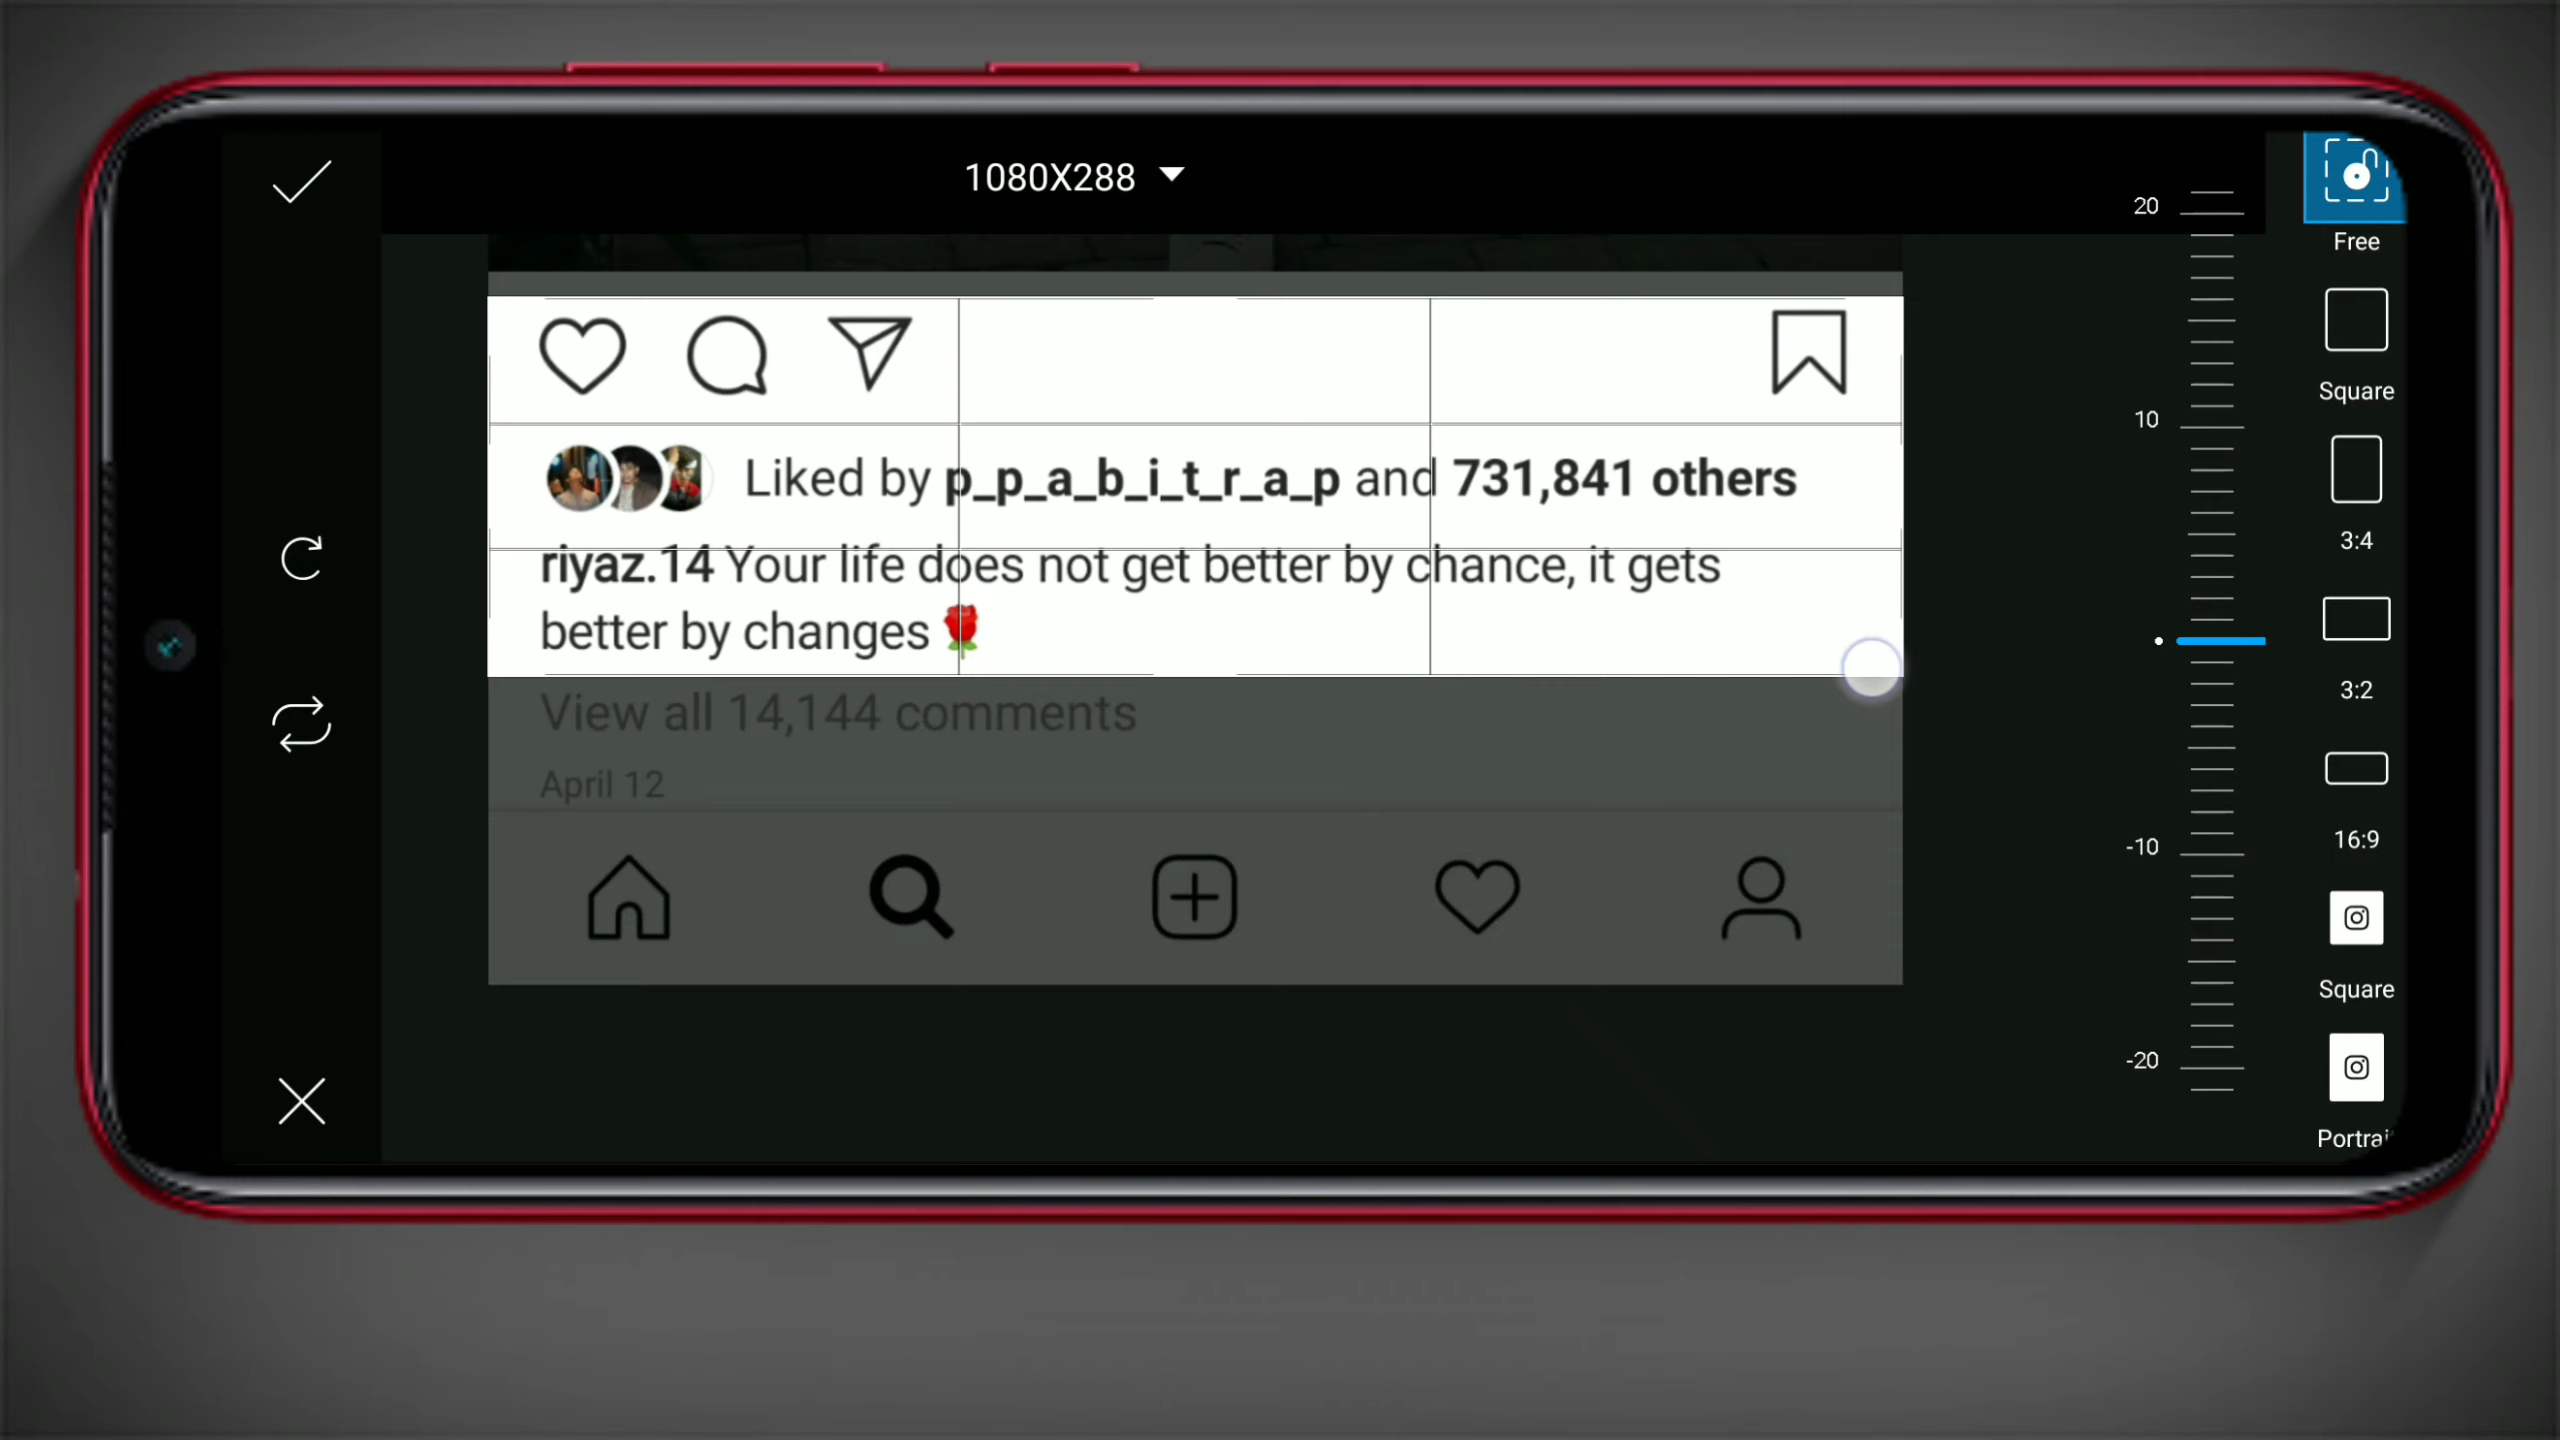 1080X288
20
Free
Square
10
Liked by p_p_a_b_i_t_r_a_p and 731,841 others
3:4
riyaz.14 Your life does not get better by chance, it gets
better by changes🌹
3:2
View all 14,144 comments
April 12
-10
16:9
Square
-20
Portrai